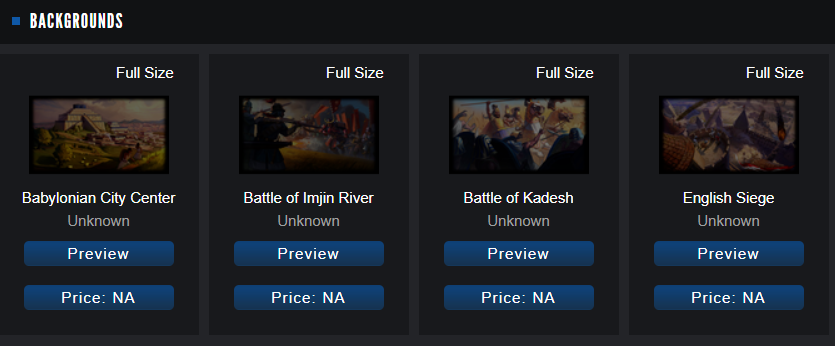 BACKGROUNDS
Full Size
Full Size
Full Size
Full Size
Babylonian City Center
Battle of Imjin River
Battle of Kadesh
English Siege
Unknown
Unknown
Unknown
Unknown
Preview
Preview
Preview
Preview
Price: NA
Price: NA
Price: NA
Price: NA